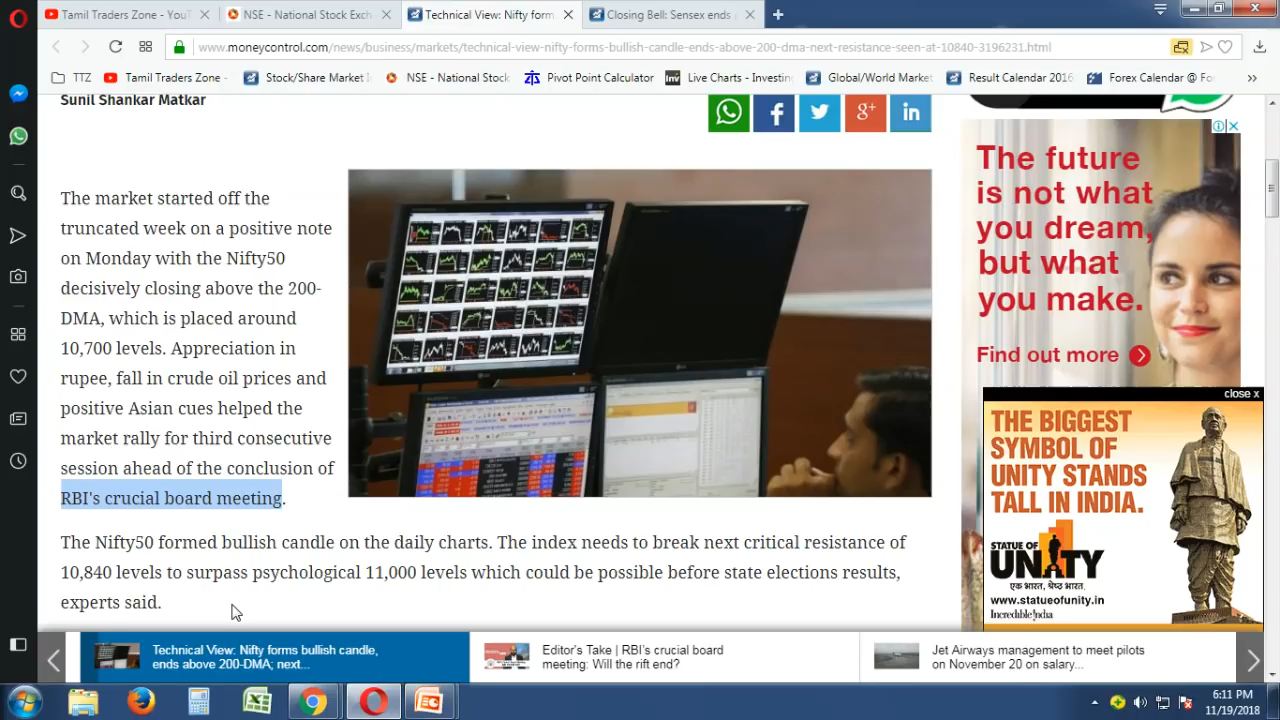 Tamil Traders Zone - YouT
NSE - National Stock Exch
Technical View: Nifty form
Closing Bell: Sensex ends
www.moneycontrol.com/news/business/markets/technical-view-nifty-forms-bullish-candle-ends-above-200-dma-next-resistance-seen-at-10840-3196231.html
TTZ
Tamil Traders Zone -
Stock/Share Market I
NSE - National Stock
Pivot Point Calculator
Live Charts - Investing
Global/World Market
Result Calendar 2016
Forex Calendar @ Fo
Sunil Shankar Matkar
The market started off the
truncated week on a positive note
on Monday with the Nifty50
decisively closing above the 200-
DMA, which is placed around
10,700 levels. Appreciation in
rupee, fall in crude oil prices and
positive Asian cues helped the
market rally for third consecutive
session ahead of the conclusion of
RBI's crucial board meeting.
The Nifty50 formed bullish candle on the daily charts. The index needs to break next critical resistance of
10,840 levels to surpass psychological 11,000 levels which could be possible before state elections results,
experts said.
The future
is not what
you dream,
but what
you make.
Find out more
close x
THE BIGGEST
SYMBOL OF
UNITY STANDS
TALL IN INDIA.
STATUE OF
UNITY
एक भारत, श्रेष्ठ भारत.
www.statueofunity.in
Incredible !ndia
Technical View: Nifty forms bullish candle,
ends above 200-DMA; next...
Editor's Take | RBI's crucial board
meeting: Will the rift end?
Jet Airways management to meet pilots
on November 20 on salary...
6:11 PM
11/19/2018